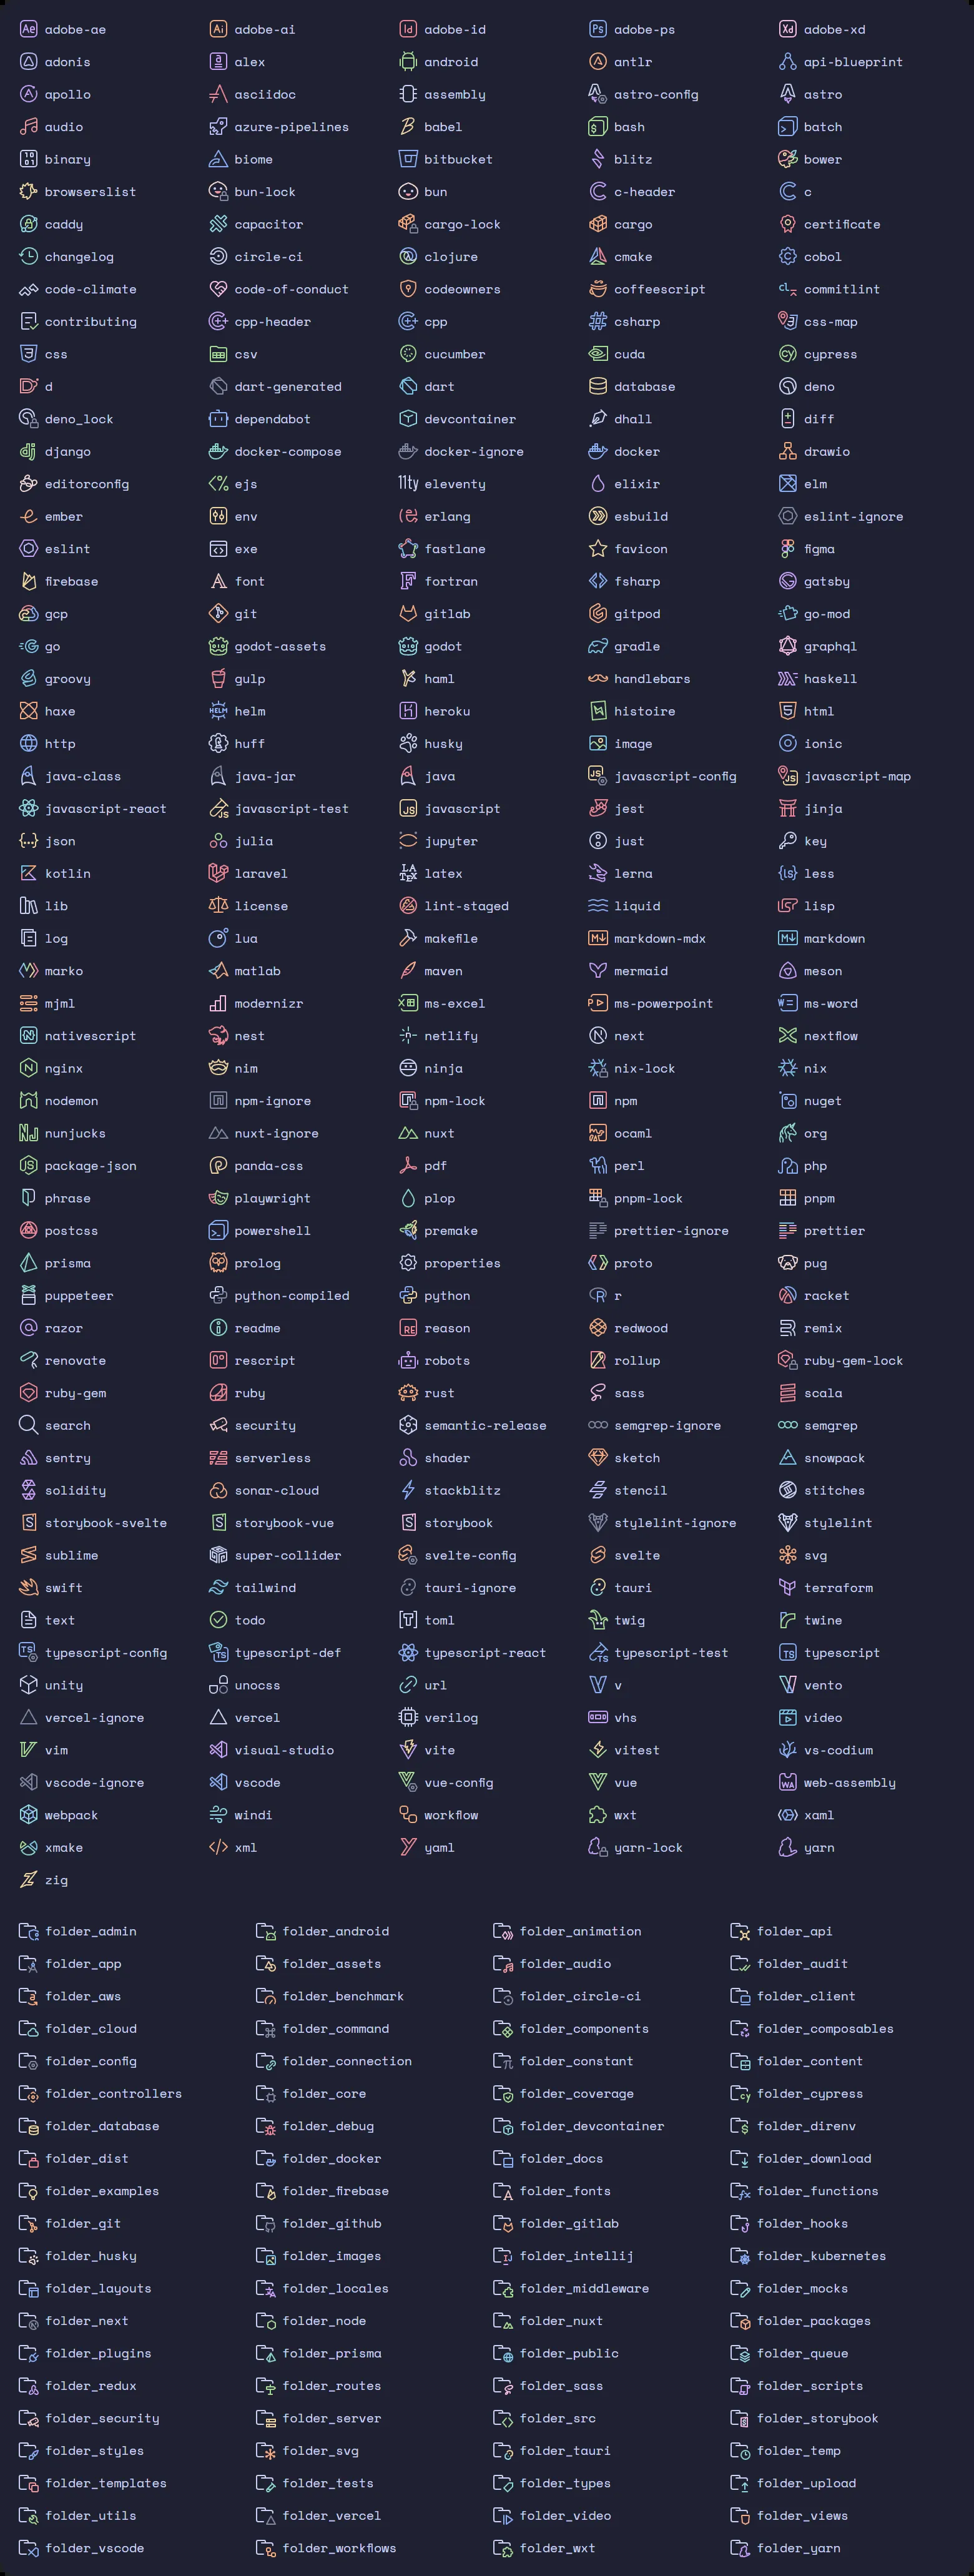 adobe-ae adobe-ai adobe-id adobe-ps adobe-xd
adonis alex android antlr api-blueprint
apollo asciidoc assembly astro-config astro
audio azure-pipelines babel bash batch
binary biome bitbucket blitz bower
browserslist bun-lock bun c-header c
caddy capacitor cargo-lock cargo certificate
changelog circle-ci clojure cmake cobol
code-climate code-of-conduct codeowners coffeescript commitlint
contributing cpp-header cpp csharp css-map
css csv cucumber cuda cypress
d dart-generated dart database deno
deno_lock dependabot devcontainer dhall diff
django docker-compose docker-ignore docker drawio
editorconfig ejs eleventy elixir elm
ember env erlang esbuild eslint-ignore
eslint exe fastlane favicon figma
firebase font fortran fsharp gatsby
gcp git gitlab gitpod go-mod
go godot-assets godot gradle graphql
groovy gulp haml handlebars haskell
haxe helm heroku histoire html
http huff husky image ionic
java-class java-jar java javascript-config javascript-map
javascript-react javascript-test javascript jest jinja
json julia jupyter just key
kotlin laravel latex lerna less
lib license lint-staged liquid lisp
log lua makefile markdown-mdx markdown
marko matlab maven mermaid meson
mjml modernizr ms-excel ms-powerpoint ms-word
nativescript nest netlify next nextflow
nginx nim ninja nix-lock nix
nodemon npm-ignore npm-lock npm nuget
nunjucks nuxt-ignore nuxt ocaml org
package-json panda-css pdf perl php
phrase playwright plop pnpm-lock pnpm
postcss powershell premake prettier-ignore prettier
prisma prolog properties proto pug
puppeteer python-compiled python r racket
razor readme reason redwood remix
renovate rescript robots rollup ruby-gem-lock
ruby-gem ruby rust sass scala
search security semantic-release semgrep-ignore semgrep
sentry serverless shader sketch snowpack
solidity sonar-cloud stackblitz stencil stitches
storybook-svelte storybook-vue storybook stylelint-ignore stylelint
sublime super-collider svelte-config svelte svg
swift tailwind tauri-ignore tauri terraform
text todo toml twig twine
typescript-config typescript-def typescript-react typescript-test typescript
unity unocss url v vento
vercel-ignore vercel verilog vhs video
vim visual-studio vite vitest vs-codium
vscode-ignore vscode vue-config vue web-assembly
webpack windi workflow wxt xaml
xmake xml yaml yarn-lock yarn
zig
folder_admin folder_android folder_animation folder_api
folder_app folder_assets folder_audio folder_audit
folder_aws folder_benchmark folder_circle-ci folder_client
folder_cloud folder_command folder_components folder_composables
folder_config folder_connection folder_constant folder_content
folder_controllers folder_core folder_coverage folder_cypress
folder_database folder_debug folder_devcontainer folder_direnv
folder_dist folder_docker folder_docs folder_download
folder_examples folder_firebase folder_fonts folder_functions
folder_git folder_github folder_gitlab folder_hooks
folder_husky folder_images folder_intellij folder_kubernetes
folder_layouts folder_locales folder_middleware folder_mocks
folder_next folder_node folder_nuxt folder_packages
folder_plugins folder_prisma folder_public folder_queue
folder_redux folder_routes folder_sass folder_scripts
folder_security folder_server folder_src folder_storybook
folder_styles folder_svg folder_tauri folder_temp
folder_templates folder_tests folder_types folder_upload
folder_utils folder_vercel folder_video folder_views
folder_vscode folder_workflows folder_wxt folder_yarn